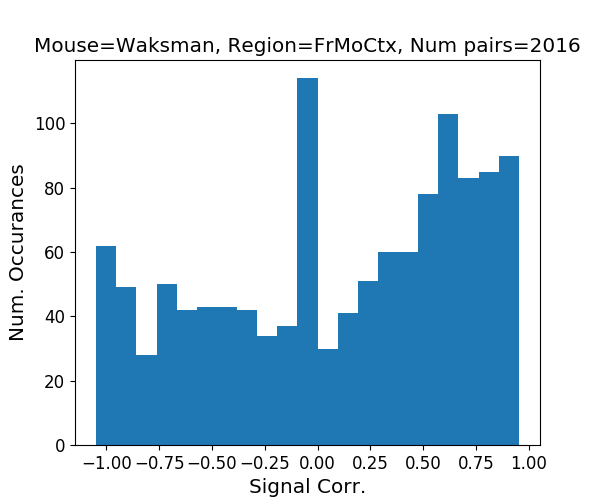 Mouse=Waksman, Region=FrMoCtx, Num pairs=2016
100
80
60
40
20
0
Num. Occurances
−1.00 −0.75 −0.50 −0.25 0.00 0.25 0.50 0.75 1.00
Signal Corr.